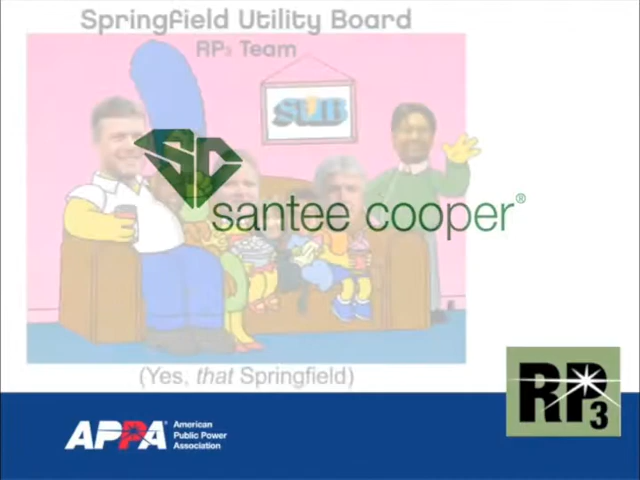 Springfield Utility Board
RP3 Team
SUB
SC
santee cooper®
(Yes, that Springfield)
RP3
APPA
American
Public Power
Association